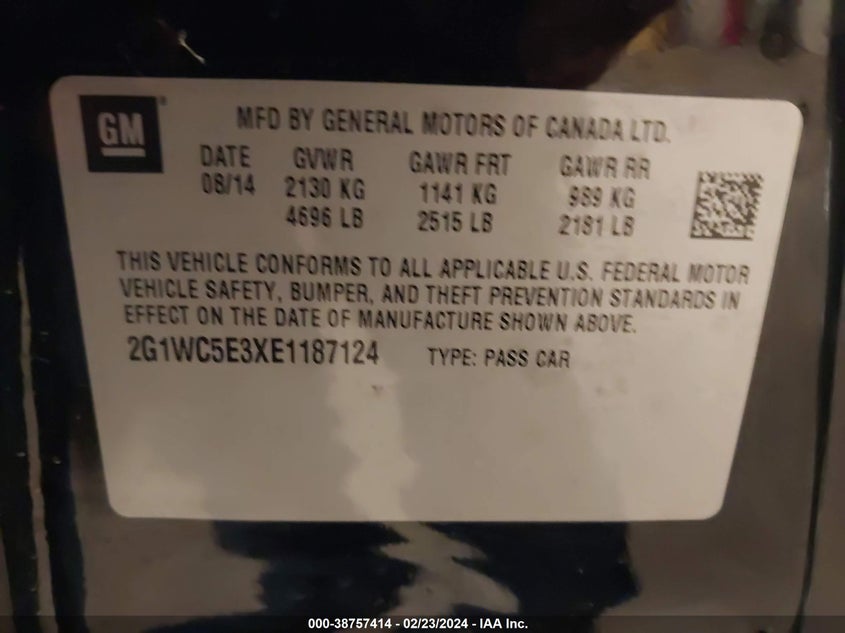 GM®
MFD BY GENERAL MOTORS OF CANADA LTD.
DATE GVWR GAWR FRT GAWR RR
08/14 2130 KG 1141 KG 989 KG
4696 LB 2515 LB 2181 LB
THIS VEHICLE CONFORMS TO ALL APPLICABLE U.S. FEDERAL MOTOR
VEHICLE SAFETY, BUMPER, AND THEFT PREVENTION STANDARDS IN
EFFECT ON THE DATE OF MANUFACTURE SHOWN ABOVE.
2G1WC5E3XE1187124 TYPE: PASS CAR
000-38757414 - 02/23/2024 - IAA Inc.